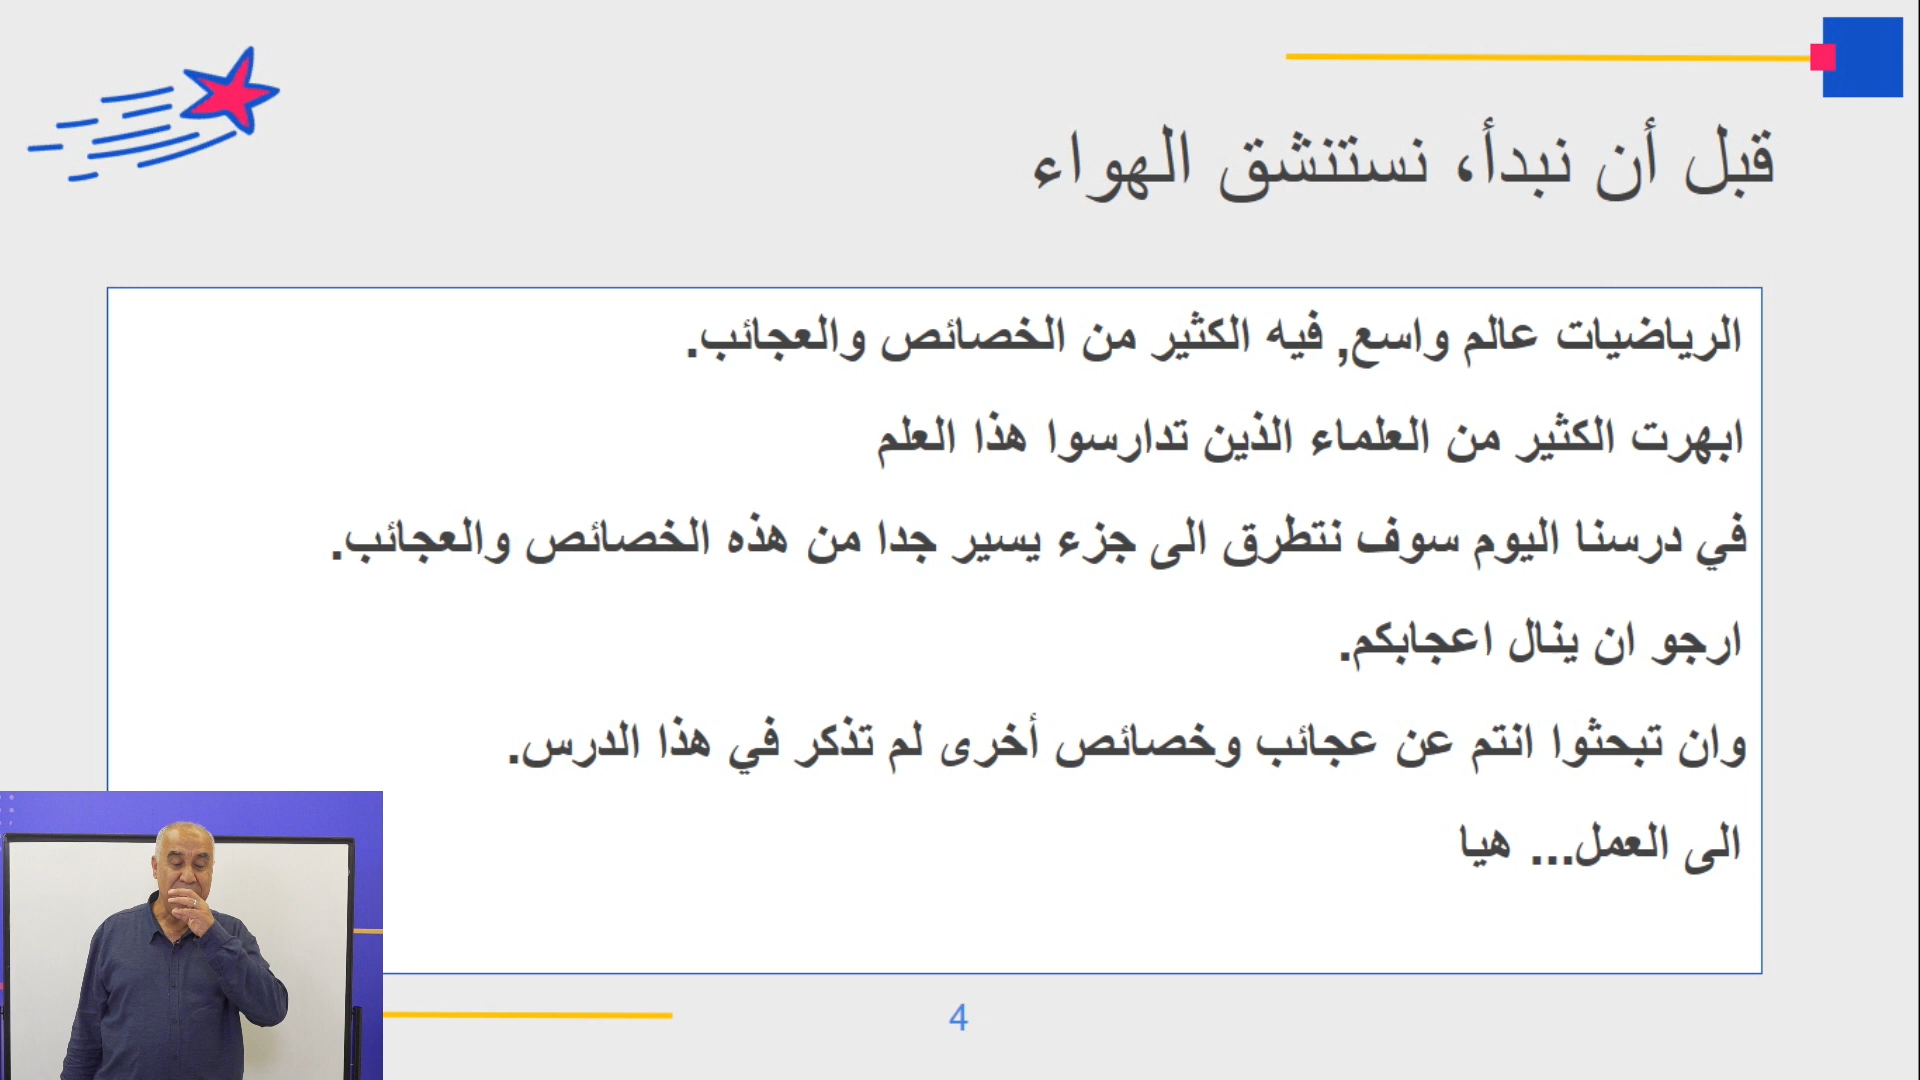 قبل أن نبدأ، نستنشق الهواء
الرياضيات عالم واسع, فيه الكثير من الخصائص والعجائب.
ابهرت الكثير من العلماء الذين تدارسوا هذا العلم
في درسنا اليوم سوف نتطرق الى جزء يسير جدا من هذه الخصائص والعجائب.
ارجو ان ينال اعجابكم.
وان تبحثوا انتم عن عجائب وخصائص أخرى لم تذكر في هذا الدرس.
الى العمل... هيا
4